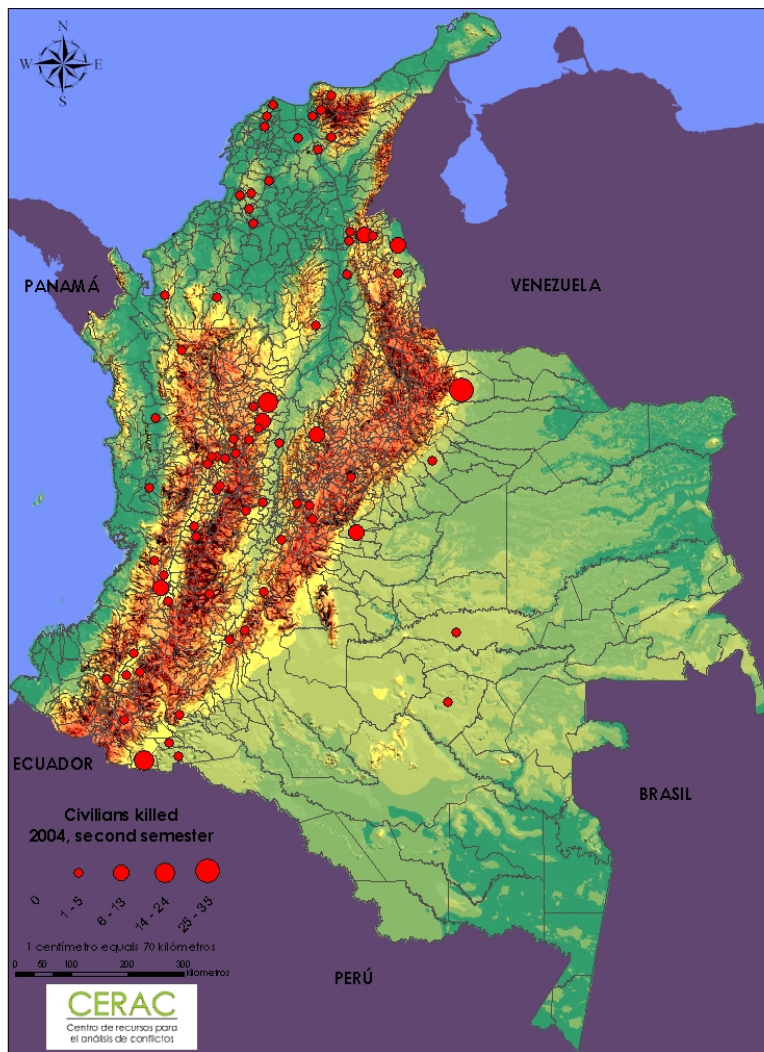 N
W E
S
PANAMÁ
VENEZUELA
ECUADOR
BRASIL
Civilians killed
2004, second semester
0 1 - 5 6 - 13 14 - 24 25 - 35
1 centímetro equals 70 kilómetros
0 50 100 200 300
Kilometros
PERÚ
CERAC
Centro de recursos para
el análisis de conflictos